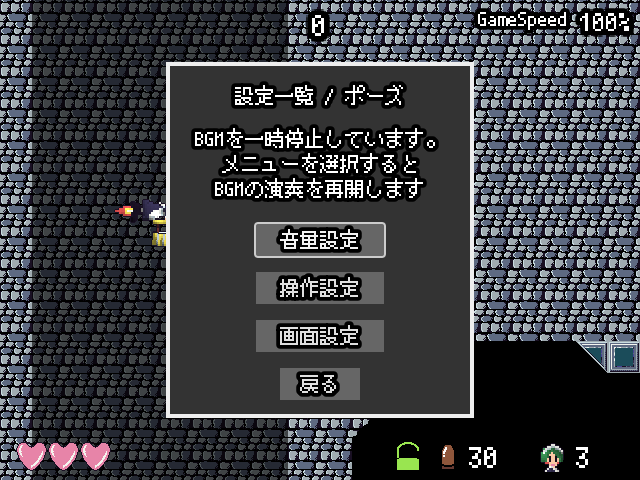 0
GameSpeed 100%
設定一覧 / ポーズ
BGMを一時停止しています。
メニューを選択すると
BGMの演奏を再開します
音量設定
操作設定
画面設定
戻る
30
3